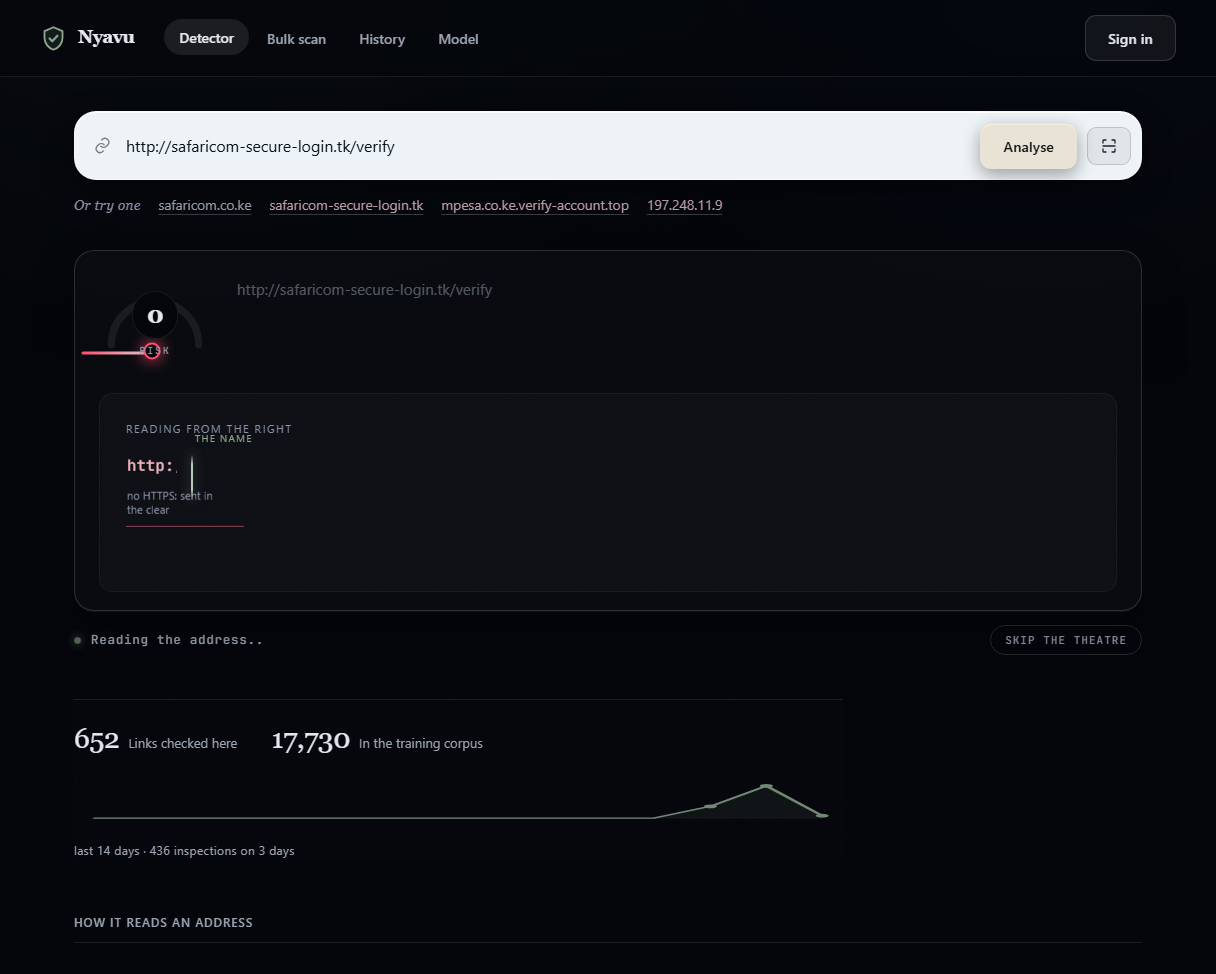 Nyavu
Detector
Bulk scan
History
Model
Sign in
http://safaricom-secure-login.tk/verify
Analyse
Or try one
safaricom.co.ke
safaricom-secure-login.tk
mpesa.co.ke.verify-account.top
197.248.11.9
http://safaricom-secure-login.tk/verify
0
RISK
READING FROM THE RIGHT
THE NAME
http:
no HTTPS: sent in
the clear
Reading the address..
SKIP THE THEATRE
652 Links checked here
17,730 In the training corpus
last 14 days · 436 inspections on 3 days
HOW IT READS AN ADDRESS